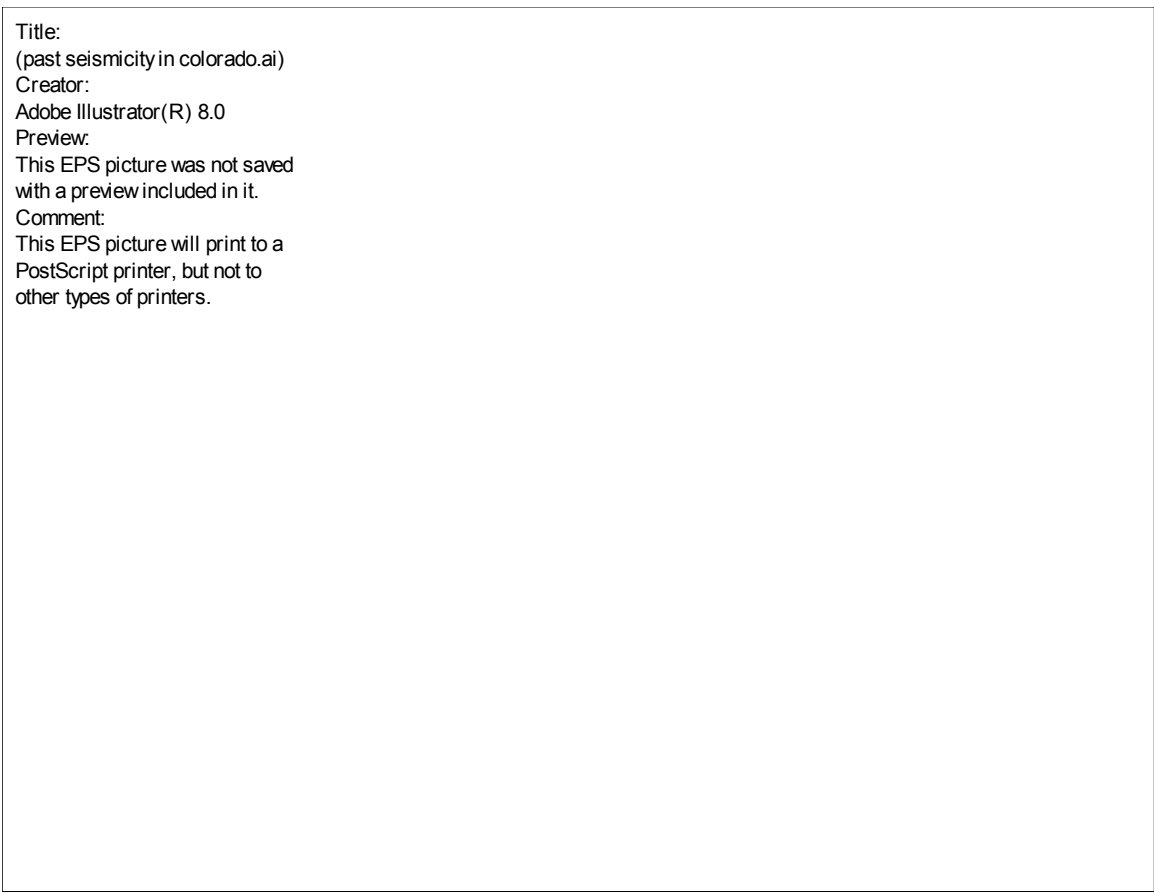 Title:
(past seismicity in colorado.ai)
Creator:
Adobe Illustrator(R) 8.0
Preview:
This EPS picture was not saved
with a preview included in it.
Comment:
This EPS picture will print to a
PostScript printer, but not to
other types of printers.